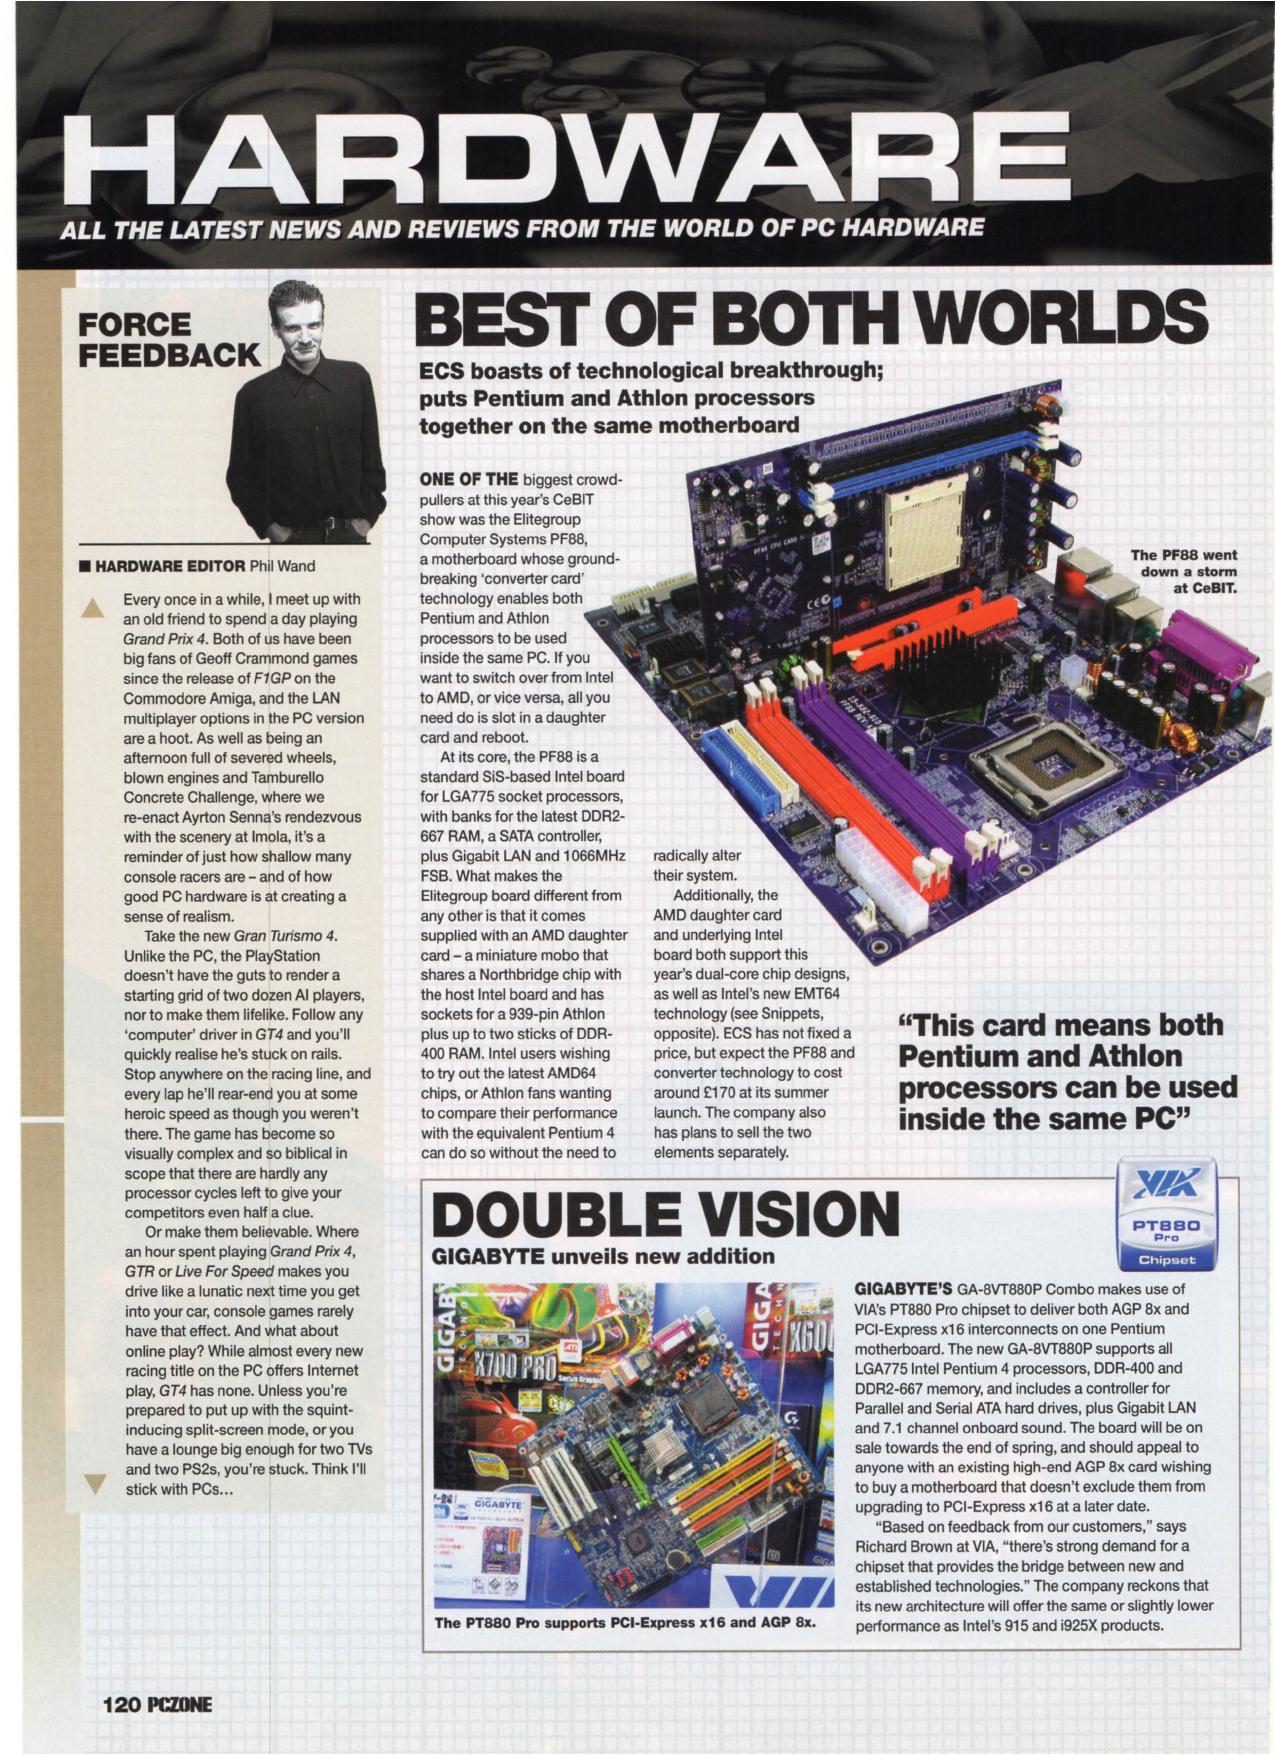 HARDWARE
ALL THE LATEST NEWS AND REVIEWS FROM THE WORLD OF PC HARDWARE
FORCE
FEEDBACK
■ HARDWARE EDITOR Phil Wand
Every once in a while, I meet up with
an old friend to spend a day playing
Grand Prix 4. Both of us have been
big fans of Geoff Crammond games
since the release of F1GP on the
Commodore Amiga, and the LAN
multiplayer options in the PC version
are a hoot. As well as being an
afternoon full of severed wheels,
blown engines and Tamburello
Concrete Challenge, where we
re-enact Ayrton Senna's rendezvous
with the scenery at Imola, it's a
reminder of just how shallow many
console racers are – and of how
good PC hardware is at creating a
sense of realism.
Take the new Gran Turismo 4.
Unlike the PC, the PlayStation
doesn't have the guts to render a
starting grid of two dozen AI players,
nor to make them lifelike. Follow any
'computer' driver in GT4 and you'll
quickly realise he's stuck on rails.
Stop anywhere on the racing line, and
every lap he'll rear-end you at some
heroic speed as though you weren't
there. The game has become so
visually complex and so biblical in
scope that there are hardly any
processor cycles left to give your
competitors even half a clue.
Or make them believable. Where
an hour spent playing Grand Prix 4,
GTR or Live For Speed makes you
drive like a lunatic next time you get
into your car, console games rarely
have that effect. And what about
online play? While almost every new
racing title on the PC offers Internet
play, GT4 has none. Unless you're
prepared to put up with the squint-
inducing split-screen mode, or you
have a lounge big enough for two TVs
and two PS2s, you're stuck. Think I'll
stick with PCs...
BEST OF BOTH WORLDS
ECS boasts of technological breakthrough;
puts Pentium and Athlon processors
together on the same motherboard
ONE OF THE biggest crowd-
pullers at this year's CeBIT
show was the Elitegroup
Computer Systems PF88,
a motherboard whose ground-
breaking 'converter card'
technology enables both
Pentium and Athlon
processors to be used
inside the same PC. If you
want to switch over from Intel
to AMD, or vice versa, all you
need do is slot in a daughter
card and reboot.
At its core, the PF88 is a
standard SiS-based Intel board
for LGA775 socket processors,
with banks for the latest DDR2-
667 RAM, a SATA controller,
plus Gigabit LAN and 1066MHz
FSB. What makes the
Elitegroup board different from
any other is that it comes
supplied with an AMD daughter
card – a miniature mobo that
shares a Northbridge chip with
the host Intel board and has
sockets for a 939-pin Athlon
plus up to two sticks of DDR-
400 RAM. Intel users wishing
to try out the latest AMD64
chips, or Athlon fans wanting
to compare their performance
with the equivalent Pentium 4
can do so without the need to
radically alter
their system.
Additionally, the
AMD daughter card
and underlying Intel
board both support this
year's dual-core chip designs,
as well as Intel's new EMT64
technology (see Snippets,
opposite). ECS has not fixed a
price, but expect the PF88 and
converter technology to cost
around £170 at its summer
launch. The company also
has plans to sell the two
elements separately.
The PF88 went
down a storm
at CeBIT.
"This card means both
Pentium and Athlon
processors can be used
inside the same PC"
DOUBLE VISION
GIGABYTE unveils new addition
VIA
PT880
Pro
Chipset
GIGABYTE
X700 PRO
ATI
GIGA
X600
GIGABYTE
VIA
The PT880 Pro supports PCI-Express x16 and AGP 8x.
GIGABYTE'S GA-8VT880P Combo makes use of
VIA's PT880 Pro chipset to deliver both AGP 8x and
PCI-Express x16 interconnects on one Pentium
motherboard. The new GA-8VT880P supports all
LGA775 Intel Pentium 4 processors, DDR-400 and
DDR2-667 memory, and includes a controller for
Parallel and Serial ATA hard drives, plus Gigabit LAN
and 7.1 channel onboard sound. The board will be on
sale towards the end of spring, and should appeal to
anyone with an existing high-end AGP 8x card wishing
to buy a motherboard that doesn't exclude them from
upgrading to PCI-Express x16 at a later date.
"Based on feedback from our customers," says
Richard Brown at VIA, "there's strong demand for a
chipset that provides the bridge between new and
established technologies." The company reckons that
its new architecture will offer the same or slightly lower
performance as Intel's 915 and i925X products.
120 PCZONE